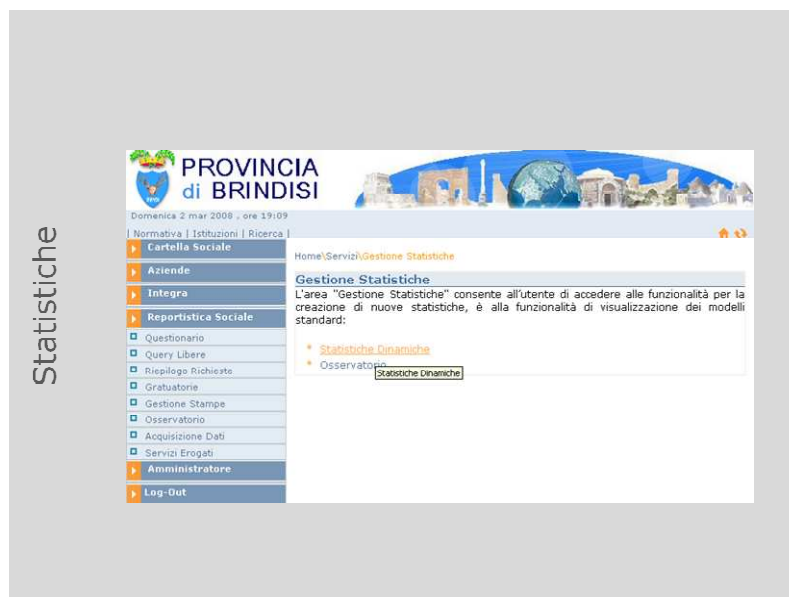 Statistiche
PROVINCIA
di BRINDISI
Domenica 2 mar 2008 , ore 19:09
| Normativa | Istituzioni | Ricerca |
Cartella Sociale
Aziende
Integra
Reportistica Sociale
Questionario
Query Libere
Riepilogo Richieste
Gratuatorie
Gestione Stampe
Osservatorio
Acquisizione Dati
Servizi Erogati
Amministratore
Log-Out
Home\Servizi\Gestione Statistiche
Gestione Statistiche
L'area "Gestione Statistiche" consente all'utente di accedere alle funzionalità per la
creazione di nuove statistiche, è alla funzionalità di visualizzazione dei modelli
standard:
Statistiche Dinamiche
Osservatorio
Statistiche Dinamiche